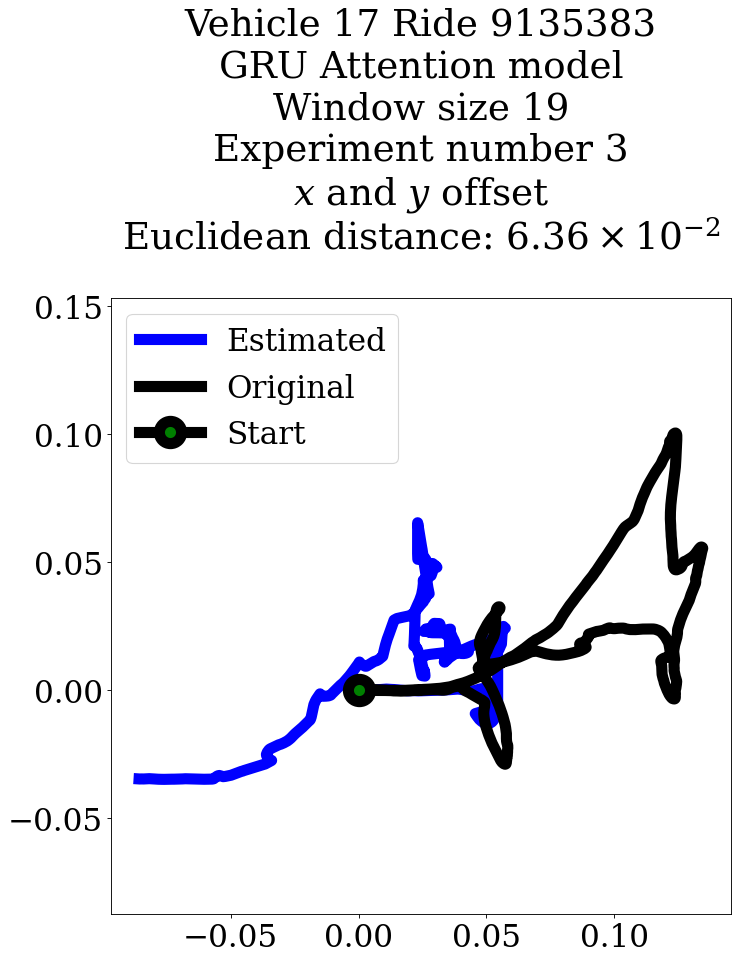 Vehicle 17 Ride 9135383
GRU Attention model
Window size 19
Experiment number 3
x and y offset
Euclidean distance: 6.36 × 10⁻²
0.15
0.10
0.05
0.00
−0.05
Estimated
Original
Start
−0.05 0.00 0.05 0.10